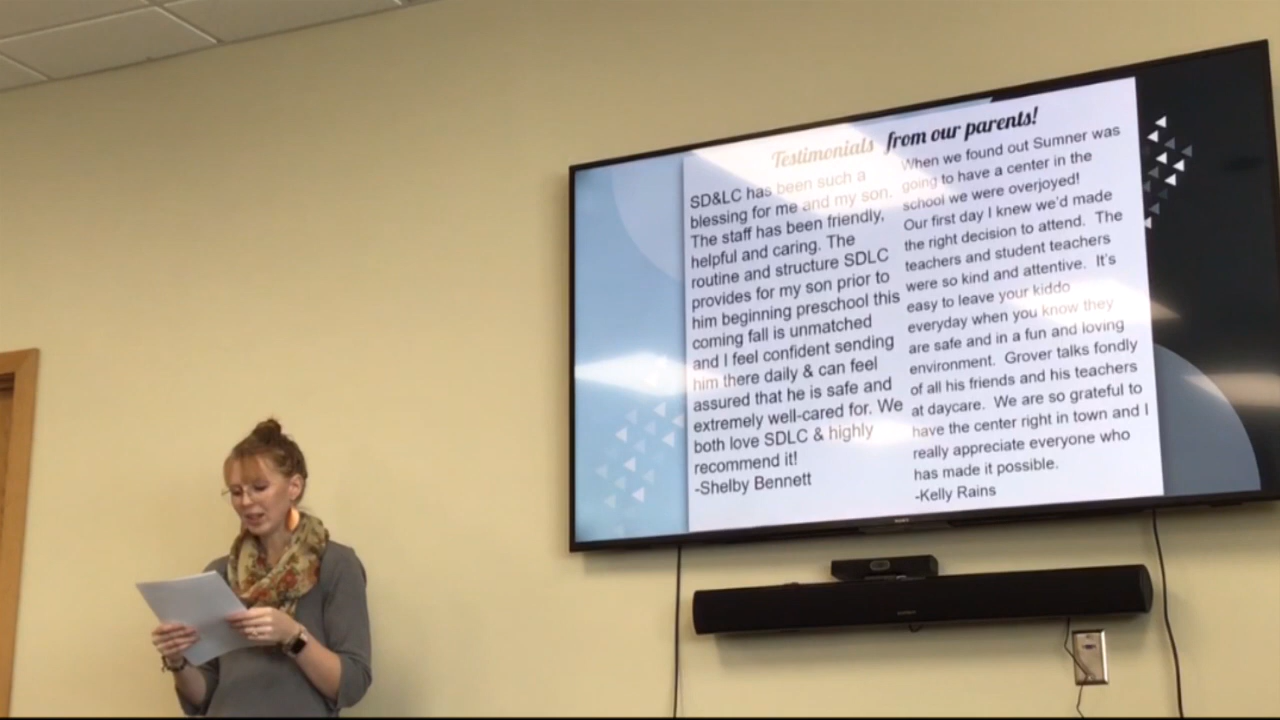 Testimonials from our parents!
SD&LC has been such a
blessing for me and my son.
The staff has been friendly,
helpful and caring. The
routine and structure SDLC
provides for my son prior to
him beginning preschool this
coming fall is unmatched
and I feel confident sending
him there daily & can feel
assured that he is safe and
extremely well-cared for. We
both love SDLC & highly
recommend it!
-Shelby Bennett
When we found out Sumner was
going to have a center in the
school we were overjoyed!
Our first day I knew we'd made
the right decision to attend. The
teachers and student teachers
were so kind and attentive. It's
easy to leave your kiddo
everyday when you know they
are safe and in a fun and loving
environment. Grover talks fondly
of all his friends and his teachers
at daycare. We are so grateful to
have the center right in town and I
really appreciate everyone who
has made it possible.
-Kelly Rains
SONY